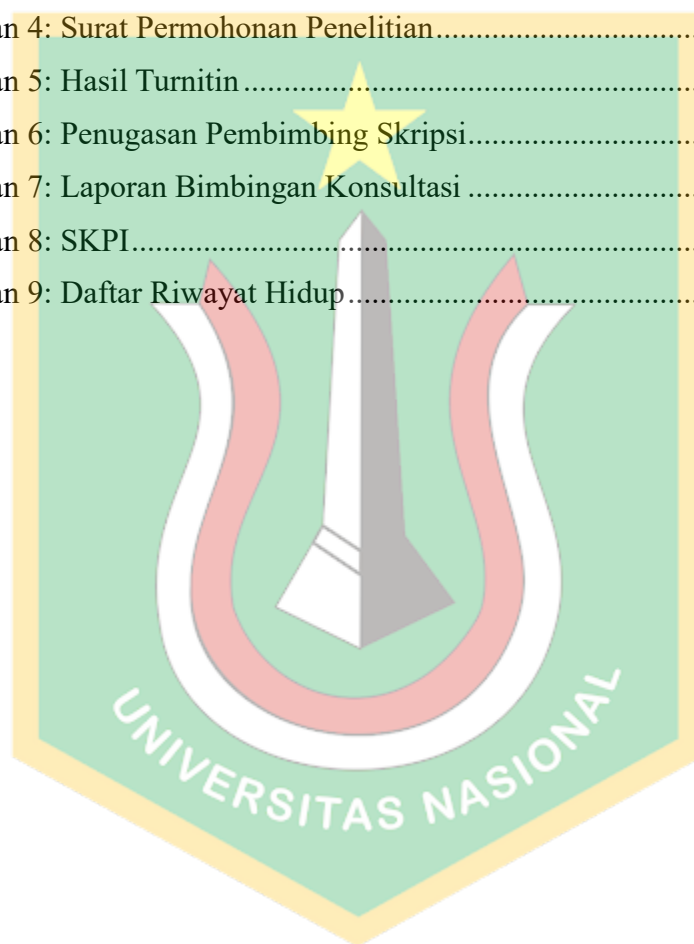 an 4: Surat Permohonan Penelitian................................
an 5: Hasil Turnitin........................................................
an 6: Penugasan Pembimbing Skripsi............................
an 7: Laporan Bimbingan Konsultasi ............................
an 8: SKPI......................................................................
an 9: Daftar Riwayat Hidup...........................................
UNIVERSITAS NASIONAL